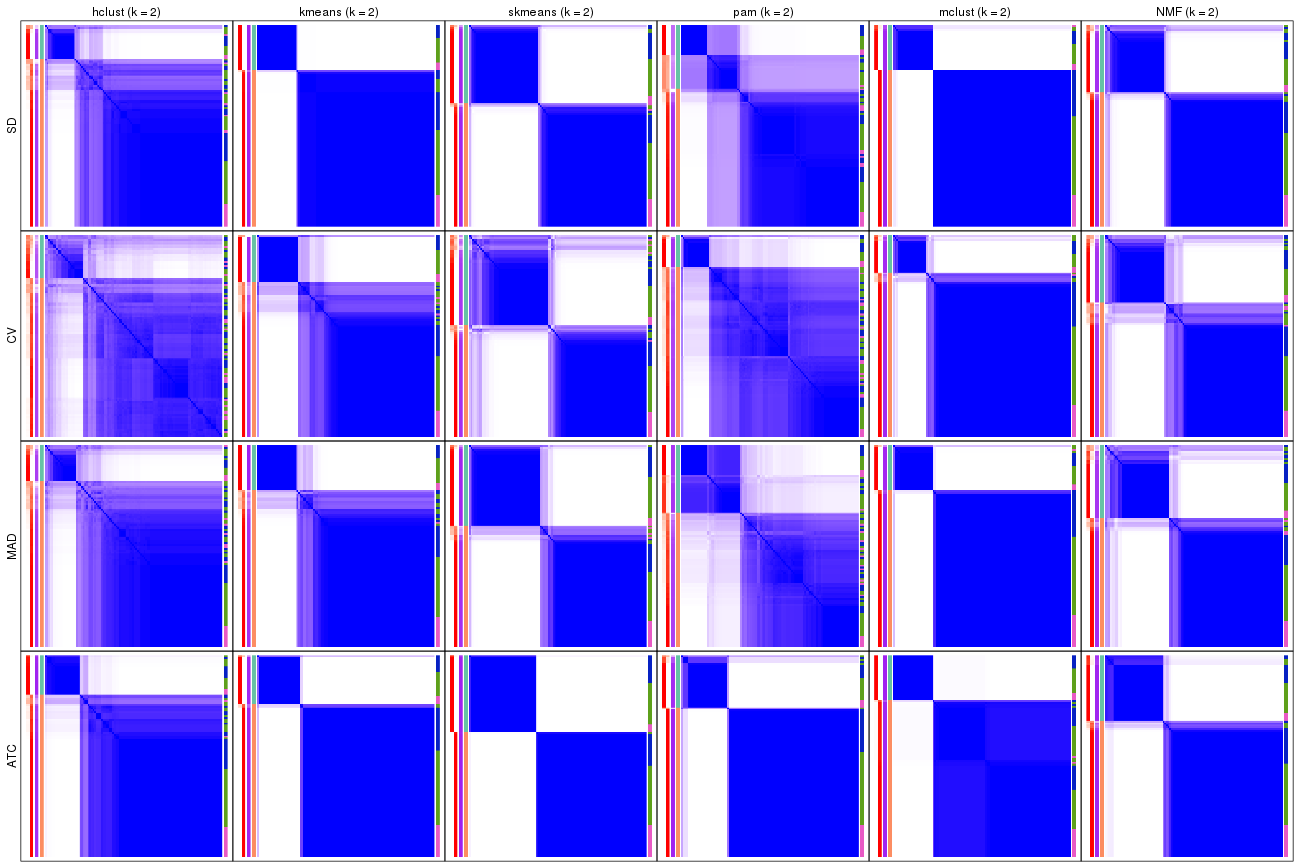 hclust (k = 2) kmeans (k = 2) skmeans (k = 2) pam (k = 2) mclust (k = 2) NMF (k = 2)
SD
CV
MAD
ATC